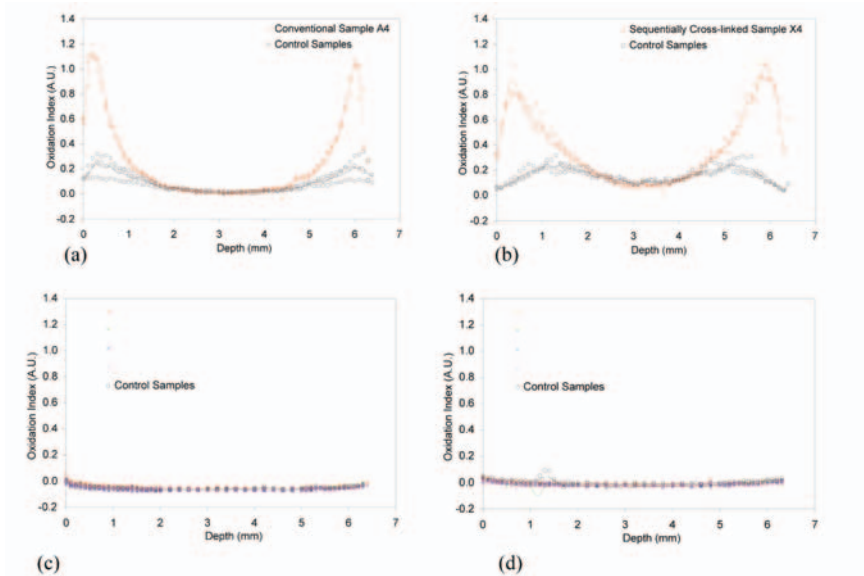 Conventional Sample A4
Control Samples
1.4
1.2
1.0
0.8
0.6
0.4
0.2
0.0
-0.2
Oxidation Index (A.U.)
0 1 2 3 4 5 6 7
Depth (mm)
(a)
Sequentially Cross-linked Sample X4
Control Samples
1.4
1.2
1.0
0.8
0.6
0.4
0.2
0.0
-0.2
Oxidation Index (A.U.)
0 1 2 3 4 5 6 7
Depth (mm)
(b)
Control Samples
1.4
1.2
1.0
0.8
0.6
0.4
0.2
0.0
-0.2
Oxidation Index (A.U.)
0 1 2 3 4 5 6 7
Depth (mm)
(c)
Control Samples
1.4
1.2
1.0
0.8
0.6
0.4
0.2
0.0
-0.2
Oxidation Index (A.U.)
0 1 2 3 4 5 6 7
Depth (mm)
(d)